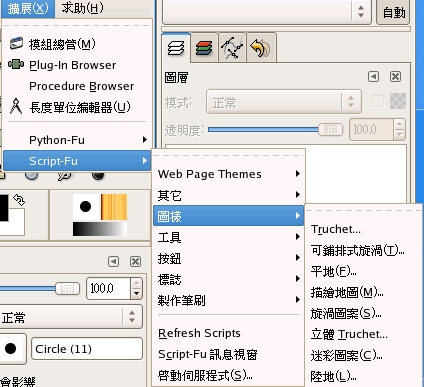 擴展(X) 求助(H)
自動
模組總管(M)
Plug-In Browser
Procedure Browser
長度單位編輯器(U)
Python-Fu
Script-Fu
圖層
模式:
正常
透明度:
100.0
Web Page Themes
其它
圖樣
工具
按鈕
標誌
製作筆刷
Refresh Scripts
Script-Fu 訊息視窗
啓動伺服程式(S)...
Truchet...
可鋪排式旋渦(T)...
平地(F)...
描繪地圖(M)...
旋渦圖案(S)...
立體 Truchet...
迷彩圖案(C)...
陸地(L)...
100.0
正常
Circle (11)
會影響